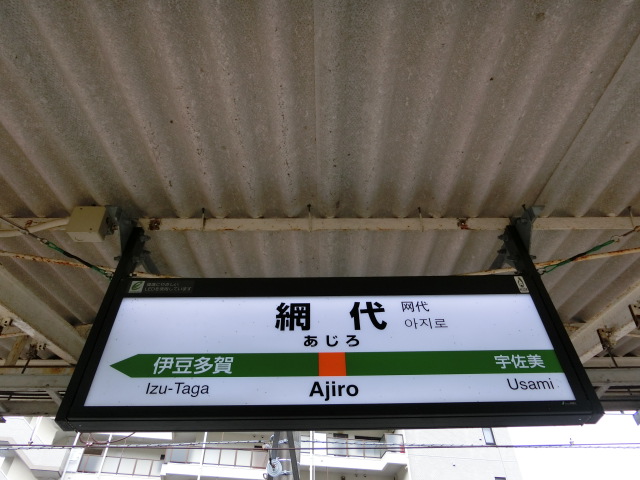 網代
网代
아지로
あじろ
伊豆多賀
宇佐美
Izu-Taga
Ajiro
Usami